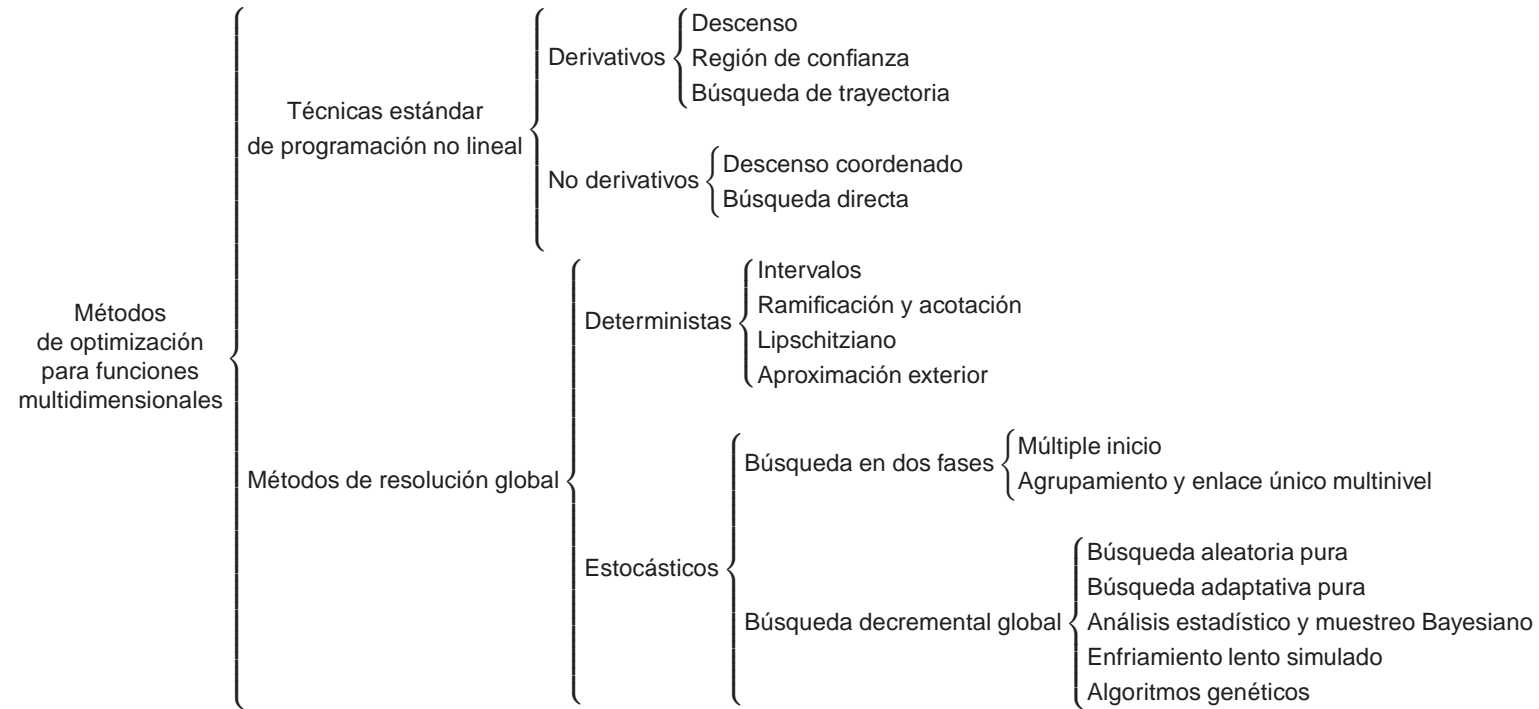 Métodos
de optimización
para funciones
multidimensionales
Técnicas estándar
de programación no lineal
Derivativos
Descenso
Región de confianza
Búsqueda de trayectoria
No derivativos
Descenso coordenado
Búsqueda directa
Métodos de resolución global
Deterministas
Intervalos
Ramificación y acotación
Lipschitziano
Aproximación exterior
Estocásticos
Búsqueda en dos fases
Múltiple inicio
Agrupamiento y enlace único multinivel
Búsqueda decremental global
Búsqueda aleatoria pura
Búsqueda adaptativa pura
Análisis estadístico y muestreo Bayesiano
Enfriamiento lento simulado
Algoritmos genéticos